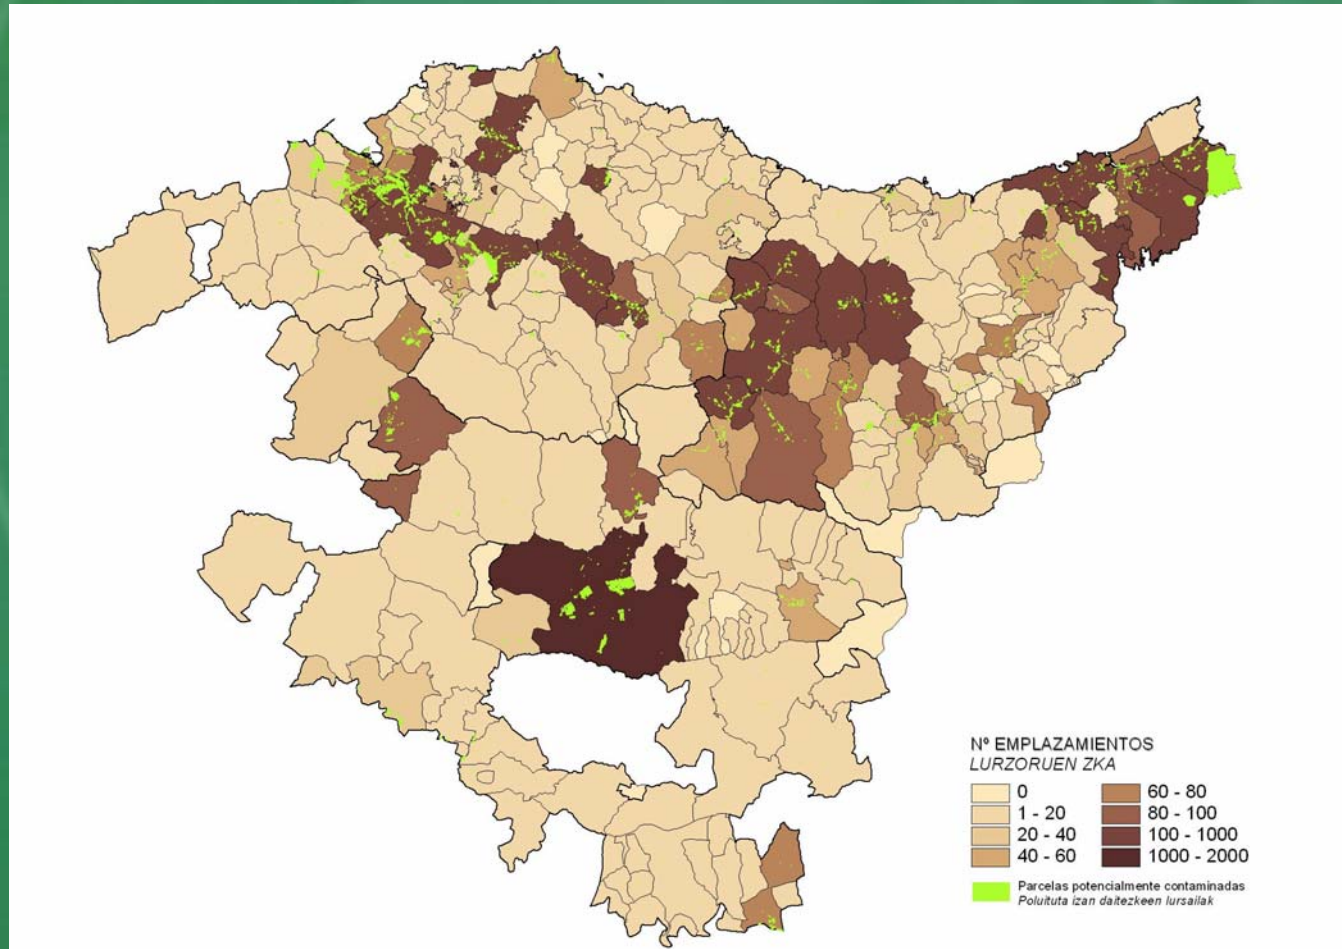 Nº EMPLAZAMIENTOS
LURZORUEN ZKA
0
1 - 20
20 - 40
40 - 60
60 - 80
80 - 100
100 - 1000
1000 - 2000
Parcelas potencialmente contaminadas
Poluituta izan daitezkeen lursailak